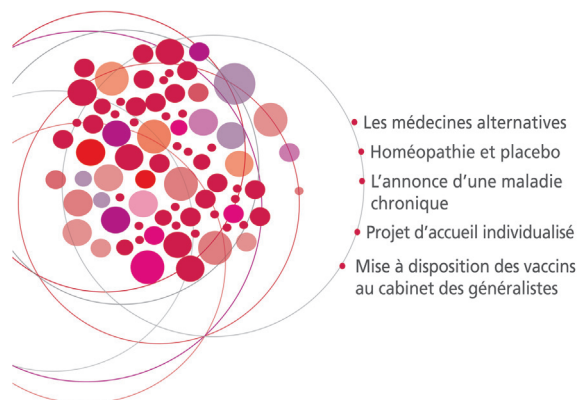 • Les médecines alternatives
• Homéopathie et placebo
• L'annonce d'une maladie
chronique
• Projet d'accueil individualisé
• Mise à disposition des vaccins
au cabinet des généralistes